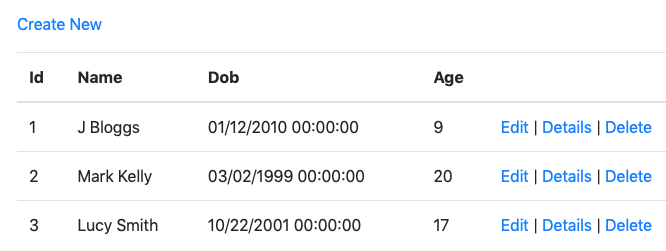 Create New
Id Name Dob Age
1 J Bloggs 01/12/2010 00:00:00 9 Edit | Details | Delete
2 Mark Kelly 03/02/1999 00:00:00 20 Edit | Details | Delete
3 Lucy Smith 10/22/2001 00:00:00 17 Edit | Details | Delete